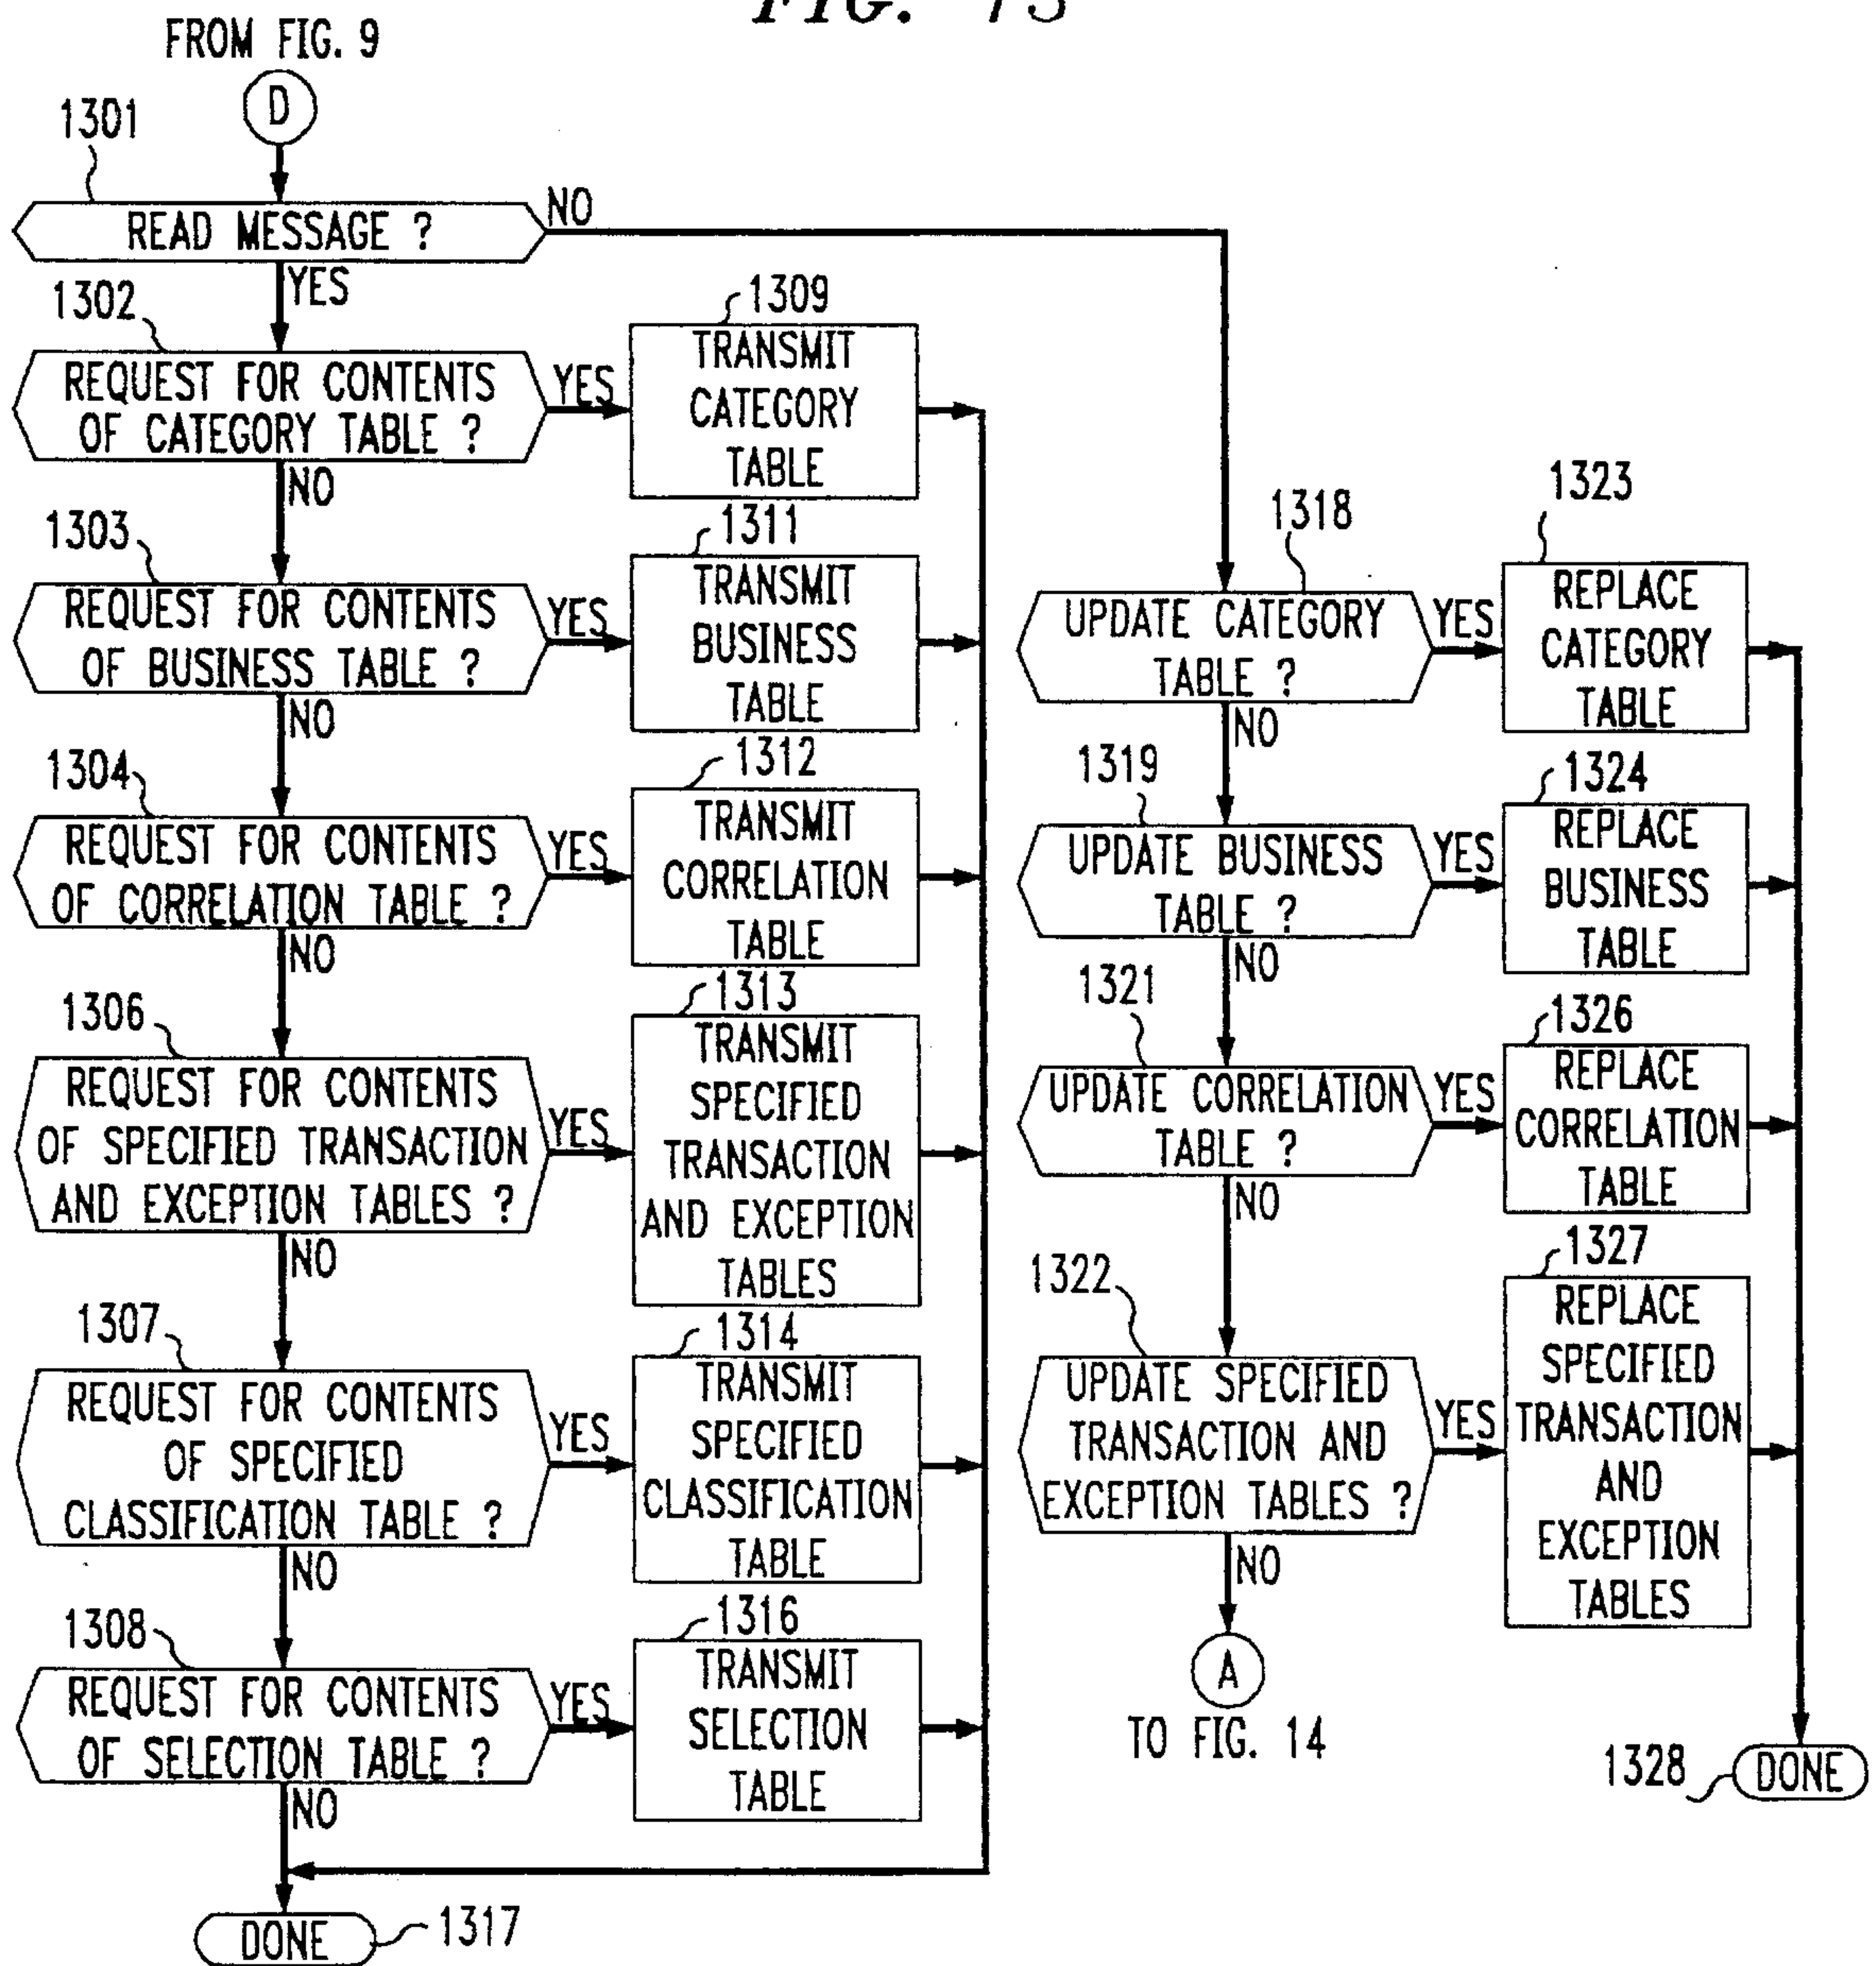 FIG. 13
FROM FIG. 9
D
1301
READ MESSAGE ?
NO
YES
1302
REQUEST FOR CONTENTS
OF CATEGORY TABLE ?
YES
NO
1309
TRANSMIT
CATEGORY
TABLE
1303
REQUEST FOR CONTENTS
OF BUSINESS TABLE ?
YES
NO
1311
TRANSMIT
BUSINESS
TABLE
1304
REQUEST FOR CONTENTS
OF CORRELATION TABLE ?
YES
NO
1312
TRANSMIT
CORRELATION
TABLE
1306
REQUEST FOR CONTENTS
OF SPECIFIED TRANSACTION
AND EXCEPTION TABLES ?
YES
NO
1313
TRANSMIT
SPECIFIED
TRANSACTION
AND EXCEPTION
TABLES
1307
REQUEST FOR CONTENTS
OF SPECIFIED
CLASSIFICATION TABLE ?
YES
NO
1314
TRANSMIT
SPECIFIED
CLASSIFICATION
TABLE
1308
REQUEST FOR CONTENTS
OF SELECTION TABLE ?
YES
NO
1316
TRANSMIT
SELECTION
TABLE
DONE
1317
1318
UPDATE CATEGORY
TABLE ?
YES
NO
1323
REPLACE
CATEGORY
TABLE
1319
UPDATE BUSINESS
TABLE ?
YES
NO
1324
REPLACE
BUSINESS
TABLE
1321
UPDATE CORRELATION
TABLE ?
YES
NO
1326
REPLACE
CORRELATION
TABLE
1322
UPDATE SPECIFIED
TRANSACTION AND
EXCEPTION TABLES ?
YES
NO
1327
REPLACE
SPECIFIED
TRANSACTION
AND
EXCEPTION
TABLES
A
TO FIG. 14
1328
DONE